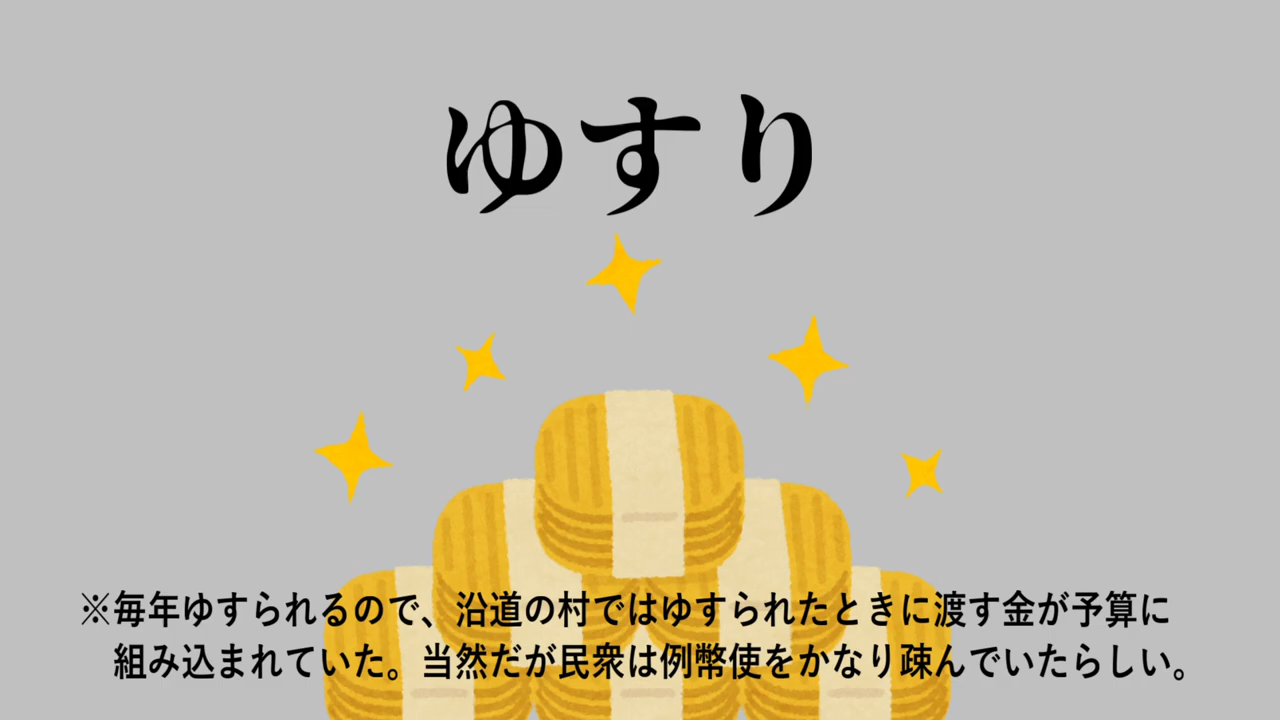 ゆすり
※毎年ゆすられるので、沿道の村ではゆすられたときに渡す金が予算に
組み込まれていた。当然だが民衆は例幣使をかなり疎んでいたらしい。